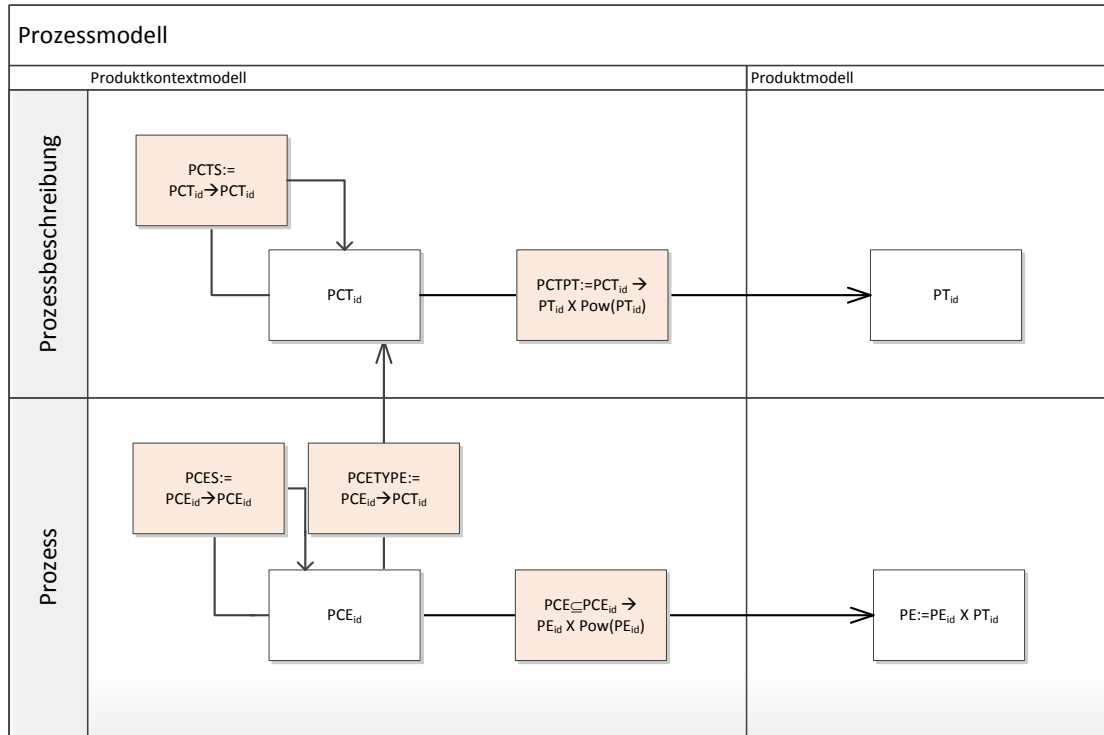 Prozessmodell
Produktkontextmodell
Produktmodell
Prozessbeschreibung
PCTS:=
PCTid→PCTid
PCTid
PCTPT:=PCTid →
PTid X Pow(PTid)
PTid
Prozess
PCES:=
PCEid→PCEid
PCETYPE:=
PCEid→PCTid
PCEid
PCE⊆PCEid →
PEid X Pow(PEid)
PE:=PEid X PTid